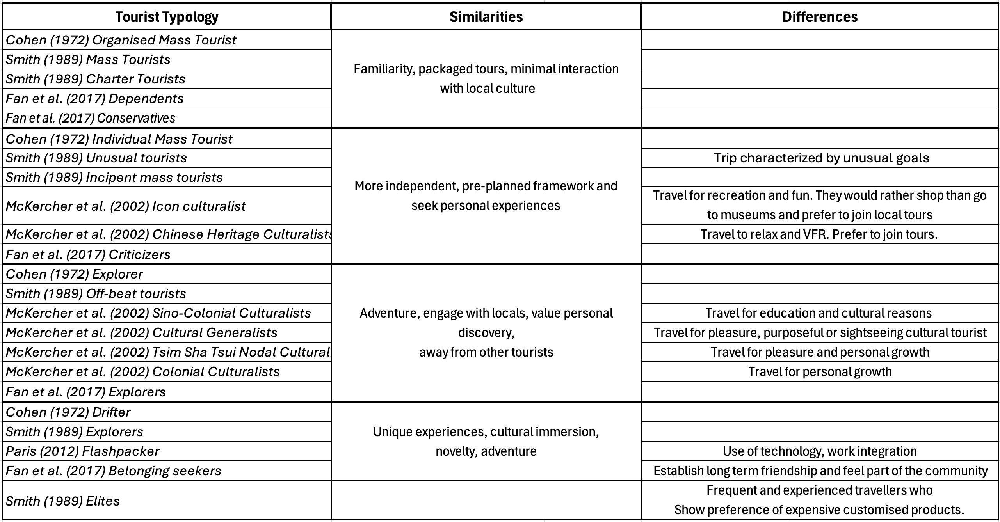 Tourist Typology Similarities Differences
Cohen (1972) Organised Mass Tourist
Smith (1989) Mass Tourists
Smith (1989) Charter Tourists
Fan et al. (2017) Dependents
Fan et al. (2017) Conservatives
Familiarity, packaged tours, minimal interaction
with local culture
Cohen (1972) Individual Mass Tourist
Smith (1989) Unusual tourists
Smith (1989) Incipent mass tourists
McKercher et al. (2002) Icon culturalist
McKercher et al. (2002) Chinese Heritage Culturalists
Fan et al. (2017) Criticizers
More independent, pre-planned framework and
seek personal experiences
Trip characterized by unusual goals
Travel for recreation and fun. They would rather shop than go
to museums and prefer to join local tours
Travel to relax and VFR. Prefer to join tours.
Cohen (1972) Explorer
Smith (1989) Off-beat tourists
McKercher et al. (2002) Sino-Colonial Culturalists
McKercher et al. (2002) Cultural Generalists
McKercher et al. (2002) Tsim Sha Tsui Nodal Cultural
McKercher et al. (2002) Colonial Culturalists
Fan et al. (2017) Explorers
Adventure, engage with locals, value personal
discovery,
away from other tourists
Travel for education and cultural reasons
Travel for pleasure, purposeful or sightseeing cultural tourist
Travel for pleasure and personal growth
Travel for personal growth
Cohen (1972) Drifter
Smith (1989) Explorers
Paris (2012) Flashpacker
Fan et al. (2017) Belonging seekers
Unique experiences, cultural immersion,
novelty, adventure
Use of technology, work integration
Establish long term friendship and feel part of the community
Smith (1989) Elites
Frequent and experienced travellers who
Show preference of expensive customised products.